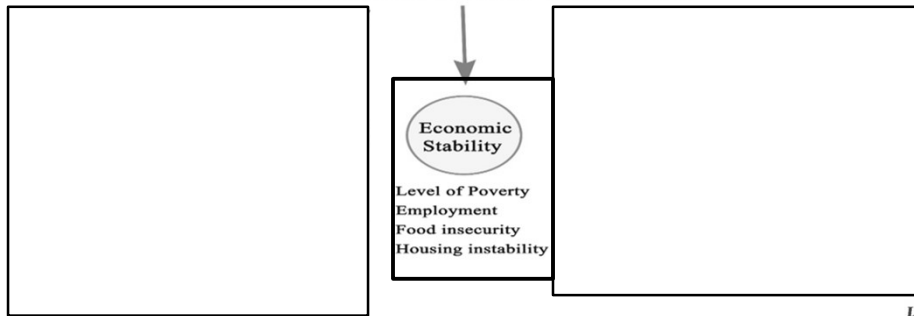 Economic
Stability
Level of Poverty
Employment
Food insecurity
Housing instability